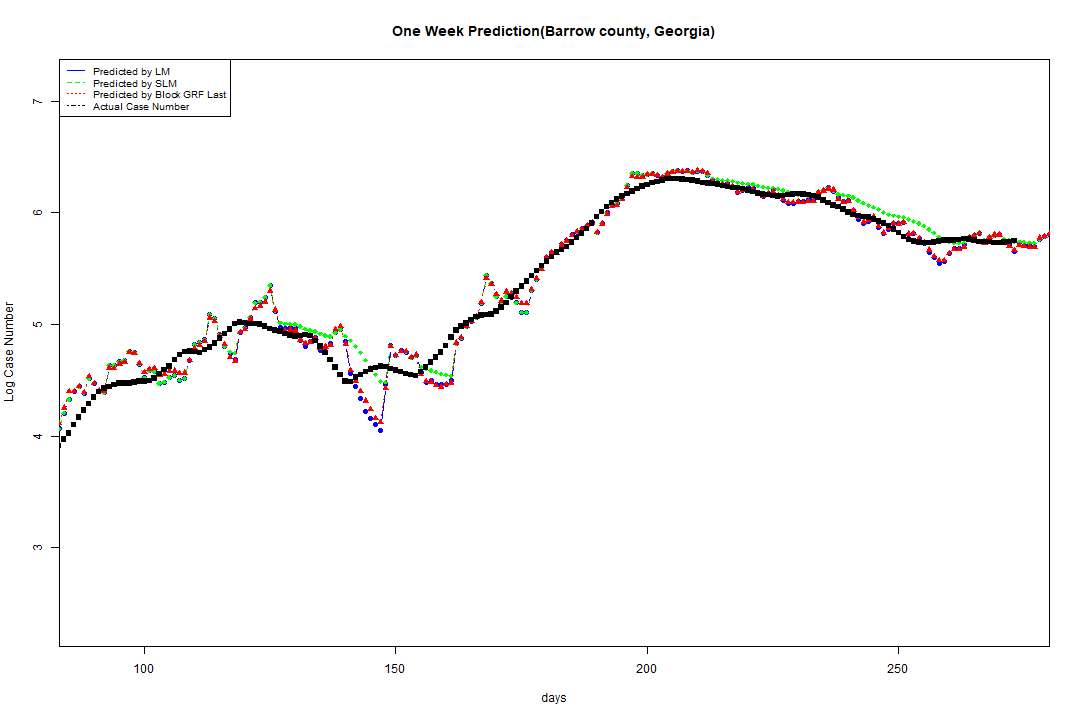 One Week Prediction(Barrow county, Georgia)
Predicted by LM
Predicted by SLM
Predicted by Block GRF Last
Actual Case Number
7
6
5
4
3
Log Case Number
100 150 200 250
days